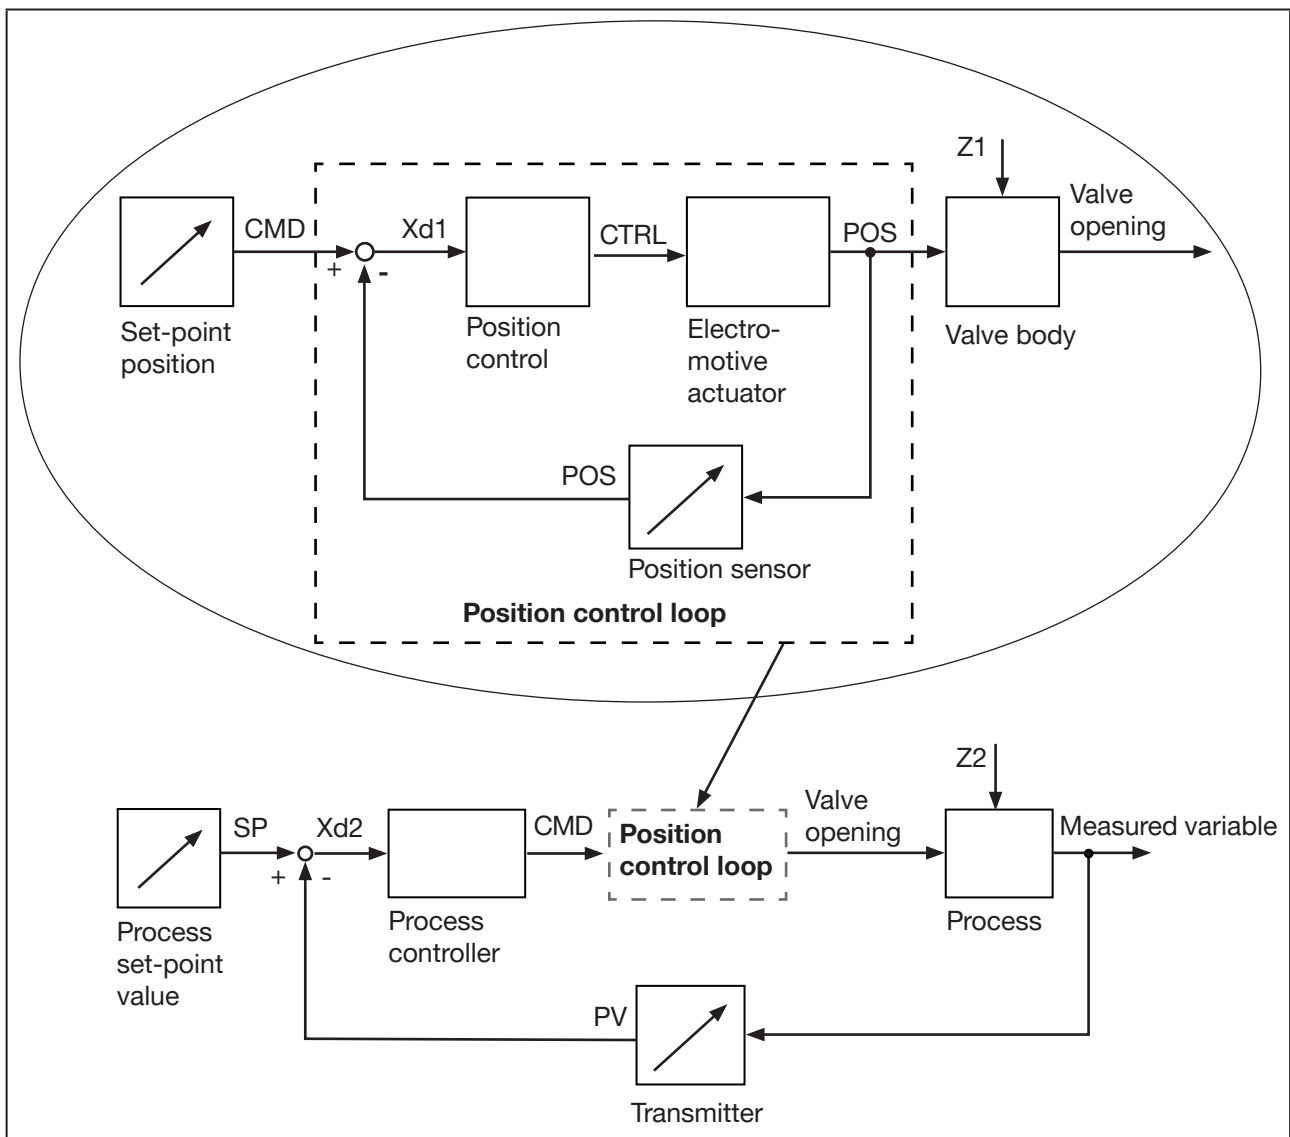 Z1
Valve
opening
CMD
Xd1
CTRL
POS
+
-
Set-point
position
Position
control
Electro-
motive
actuator
Valve body
POS
Position sensor
Position control loop
Z2
SP
Xd2
CMD
Position
control loop
Valve
opening
Measured variable
+
-
Process
set-point
value
Process
controller
Process
PV
Transmitter